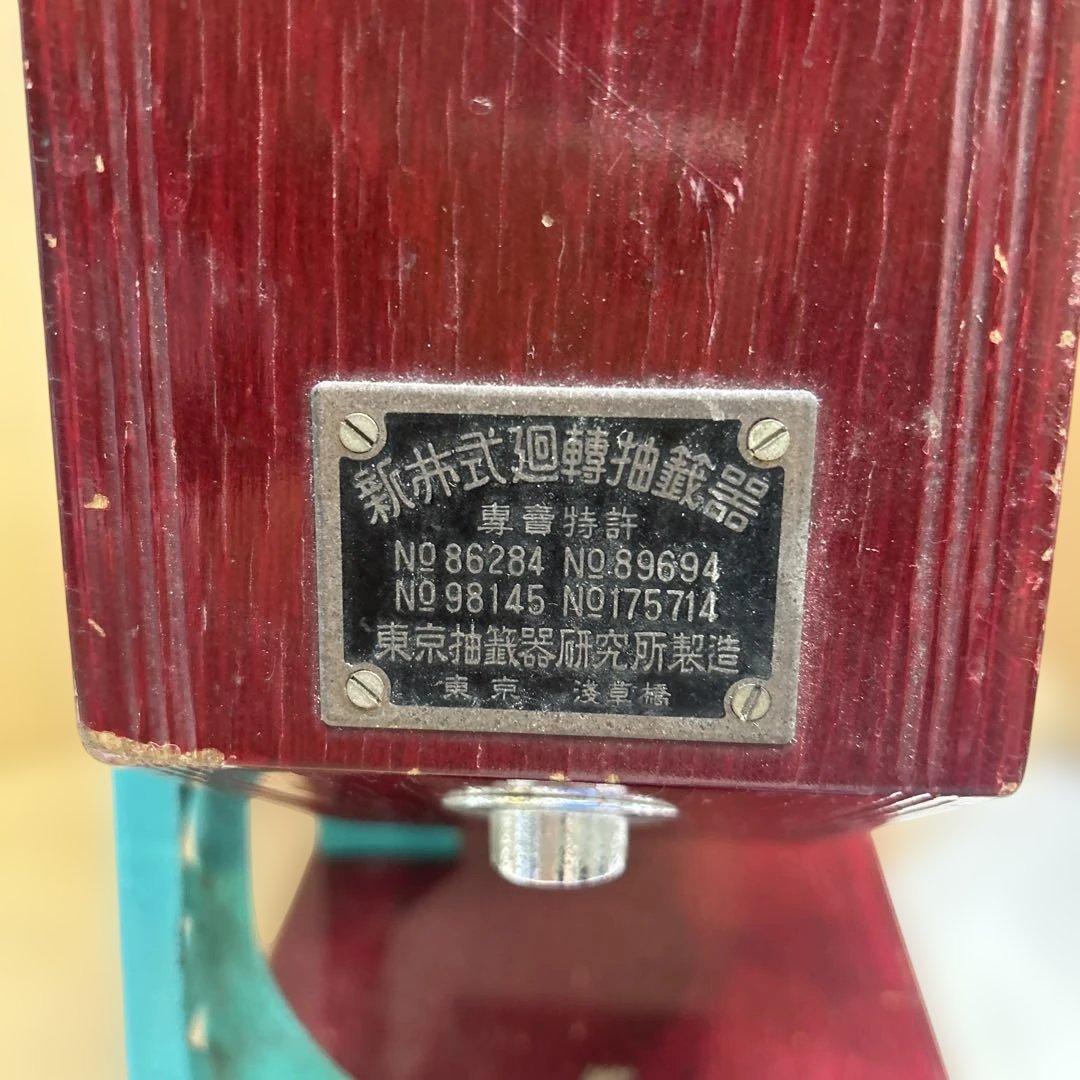 新井式廻轉抽籤器
專賣特許
№86284 №89694
№98145 №175714
東京抽籤器研究所製造
東京 淺草橋